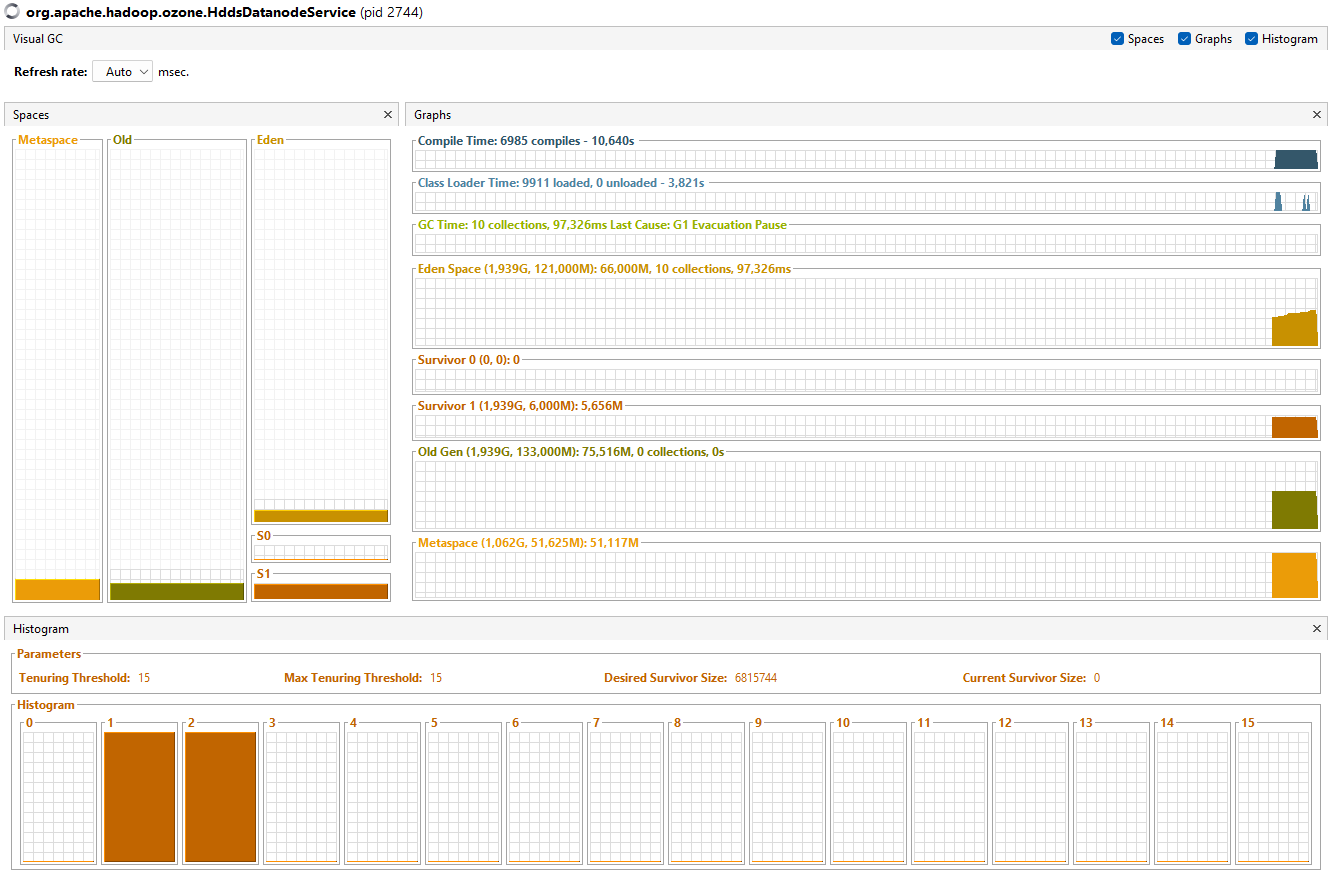 org.apache.hadoop.ozone.HddsDatanodeService (pid 2744)
Visual GC
Spaces Graphs Histogram
Refresh rate: Auto msec.
Spaces
Metaspace Old Eden
S0
S1
Graphs
Compile Time: 6985 compiles - 10,640s
Class Loader Time: 9911 loaded, 0 unloaded - 3,821s
GC Time: 10 collections, 97,326ms Last Cause: G1 Evacuation Pause
Eden Space (1,939G, 121,000M): 66,000M, 10 collections, 97,326ms
Survivor 0 (0, 0): 0
Survivor 1 (1,939G, 6,000M): 5,656M
Old Gen (1,939G, 133,000M): 75,516M, 0 collections, 0s
Metaspace (1,062G, 51,625M): 51,117M
Histogram
Parameters
Tenuring Threshold: 15 Max Tenuring Threshold: 15 Desired Survivor Size: 6815744 Current Survivor Size: 0
Histogram
0 1 2 3 4 5 6 7 8 9 10 11 12 13 14 15